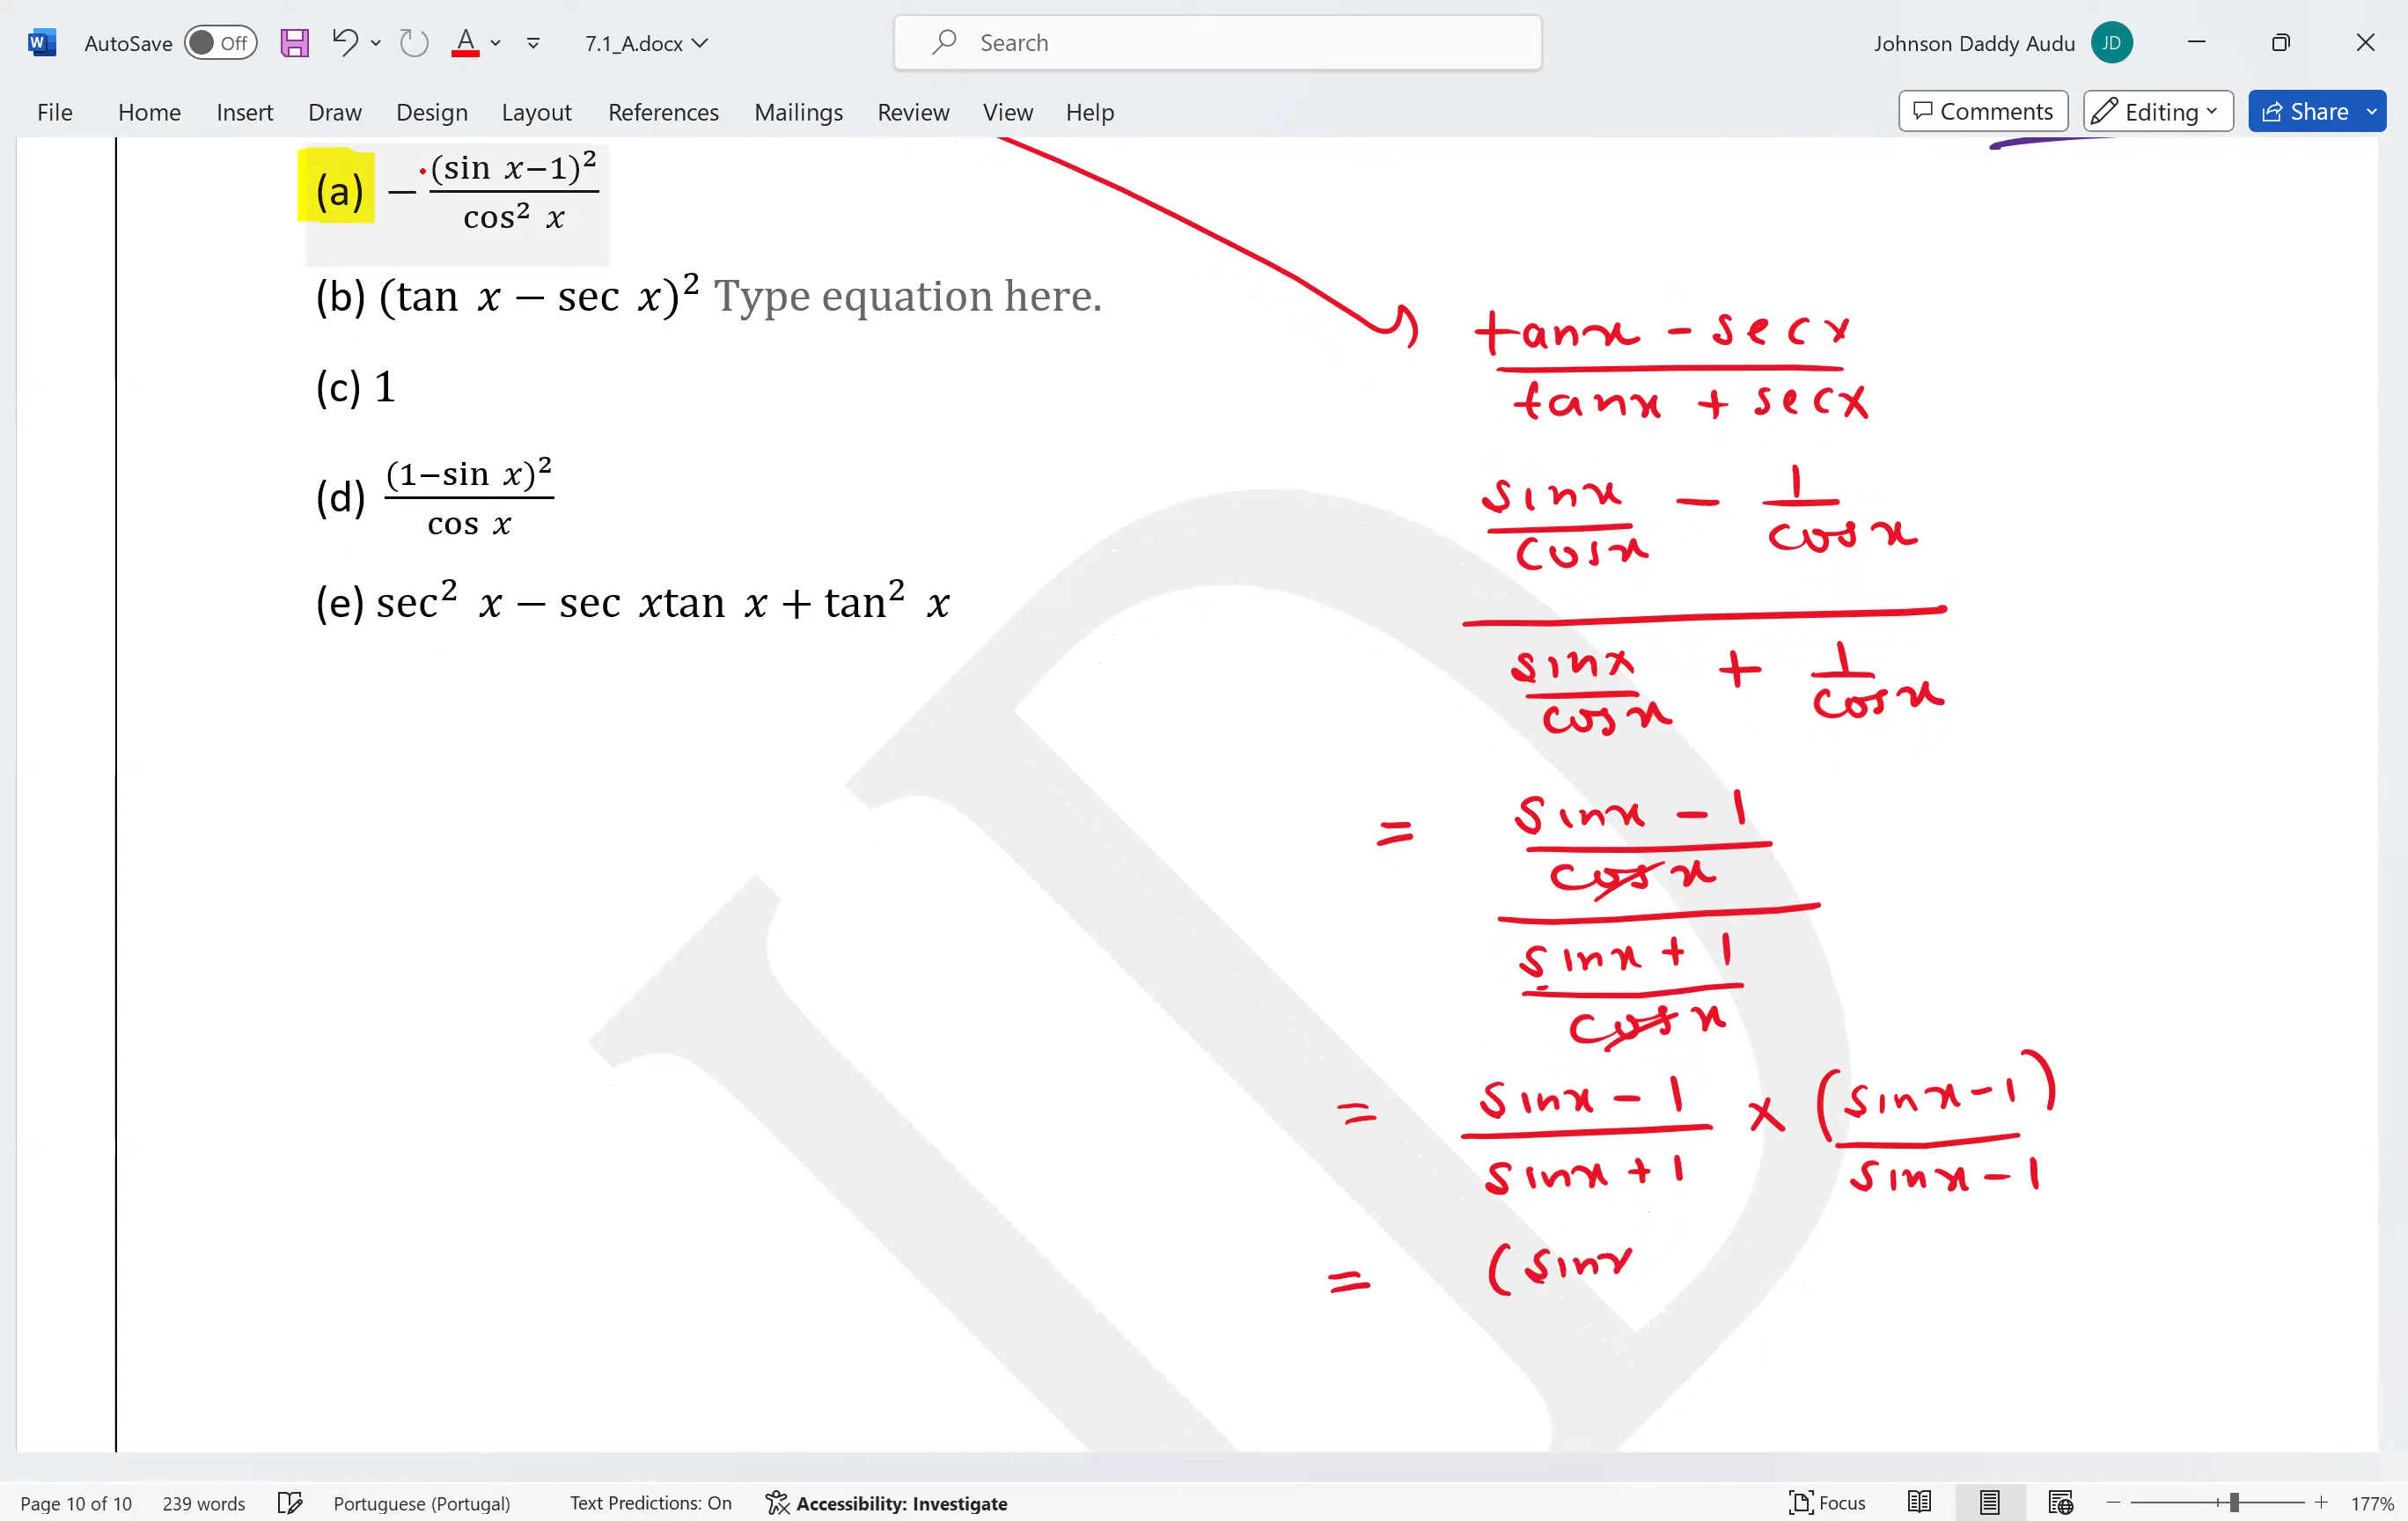 AutoSave Off A 7.1_A.docx Search Johnson Daddy Audu JD
File Home Insert Draw Design Layout References Mailings Review View Help Comments Editing Share
(a) −(sin x−1)²/cos² x
(b) (tan x − sec x)² Type equation here.
(c) 1
(d) (1−sin x)²/cos x
(e) sec² x − sec xtan x + tan² x
tanx − secx
tanx + secx
sinx/cosx − 1/cosx
sinx/cosx + 1/cosx
= sinx − 1
cosx
sinx + 1
cosx
= sinx − 1 × (sinx − 1)
sinx + 1 sinx − 1
= (sinx
Page 10 of 10 239 words Portuguese (Portugal) Text Predictions: On Accessibility: Investigate Focus 177%